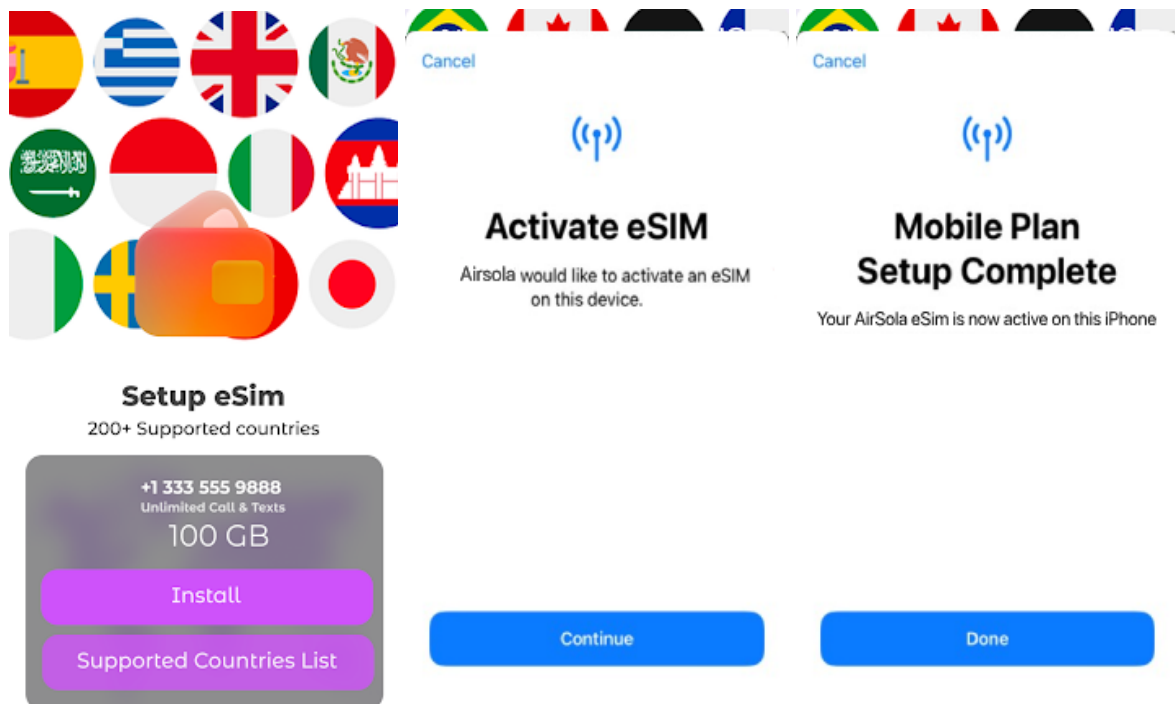 Setup eSim
200+ Supported countries
+1 333 555 9888
Unlimited Call & Texts
100 GB
Install
Supported Countries List
Cancel
Activate eSIM
Airsola would like to activate an eSIM
on this device.
Continue
Cancel
Mobile Plan
Setup Complete
Your AirSola eSim is now active on this iPhone
Done